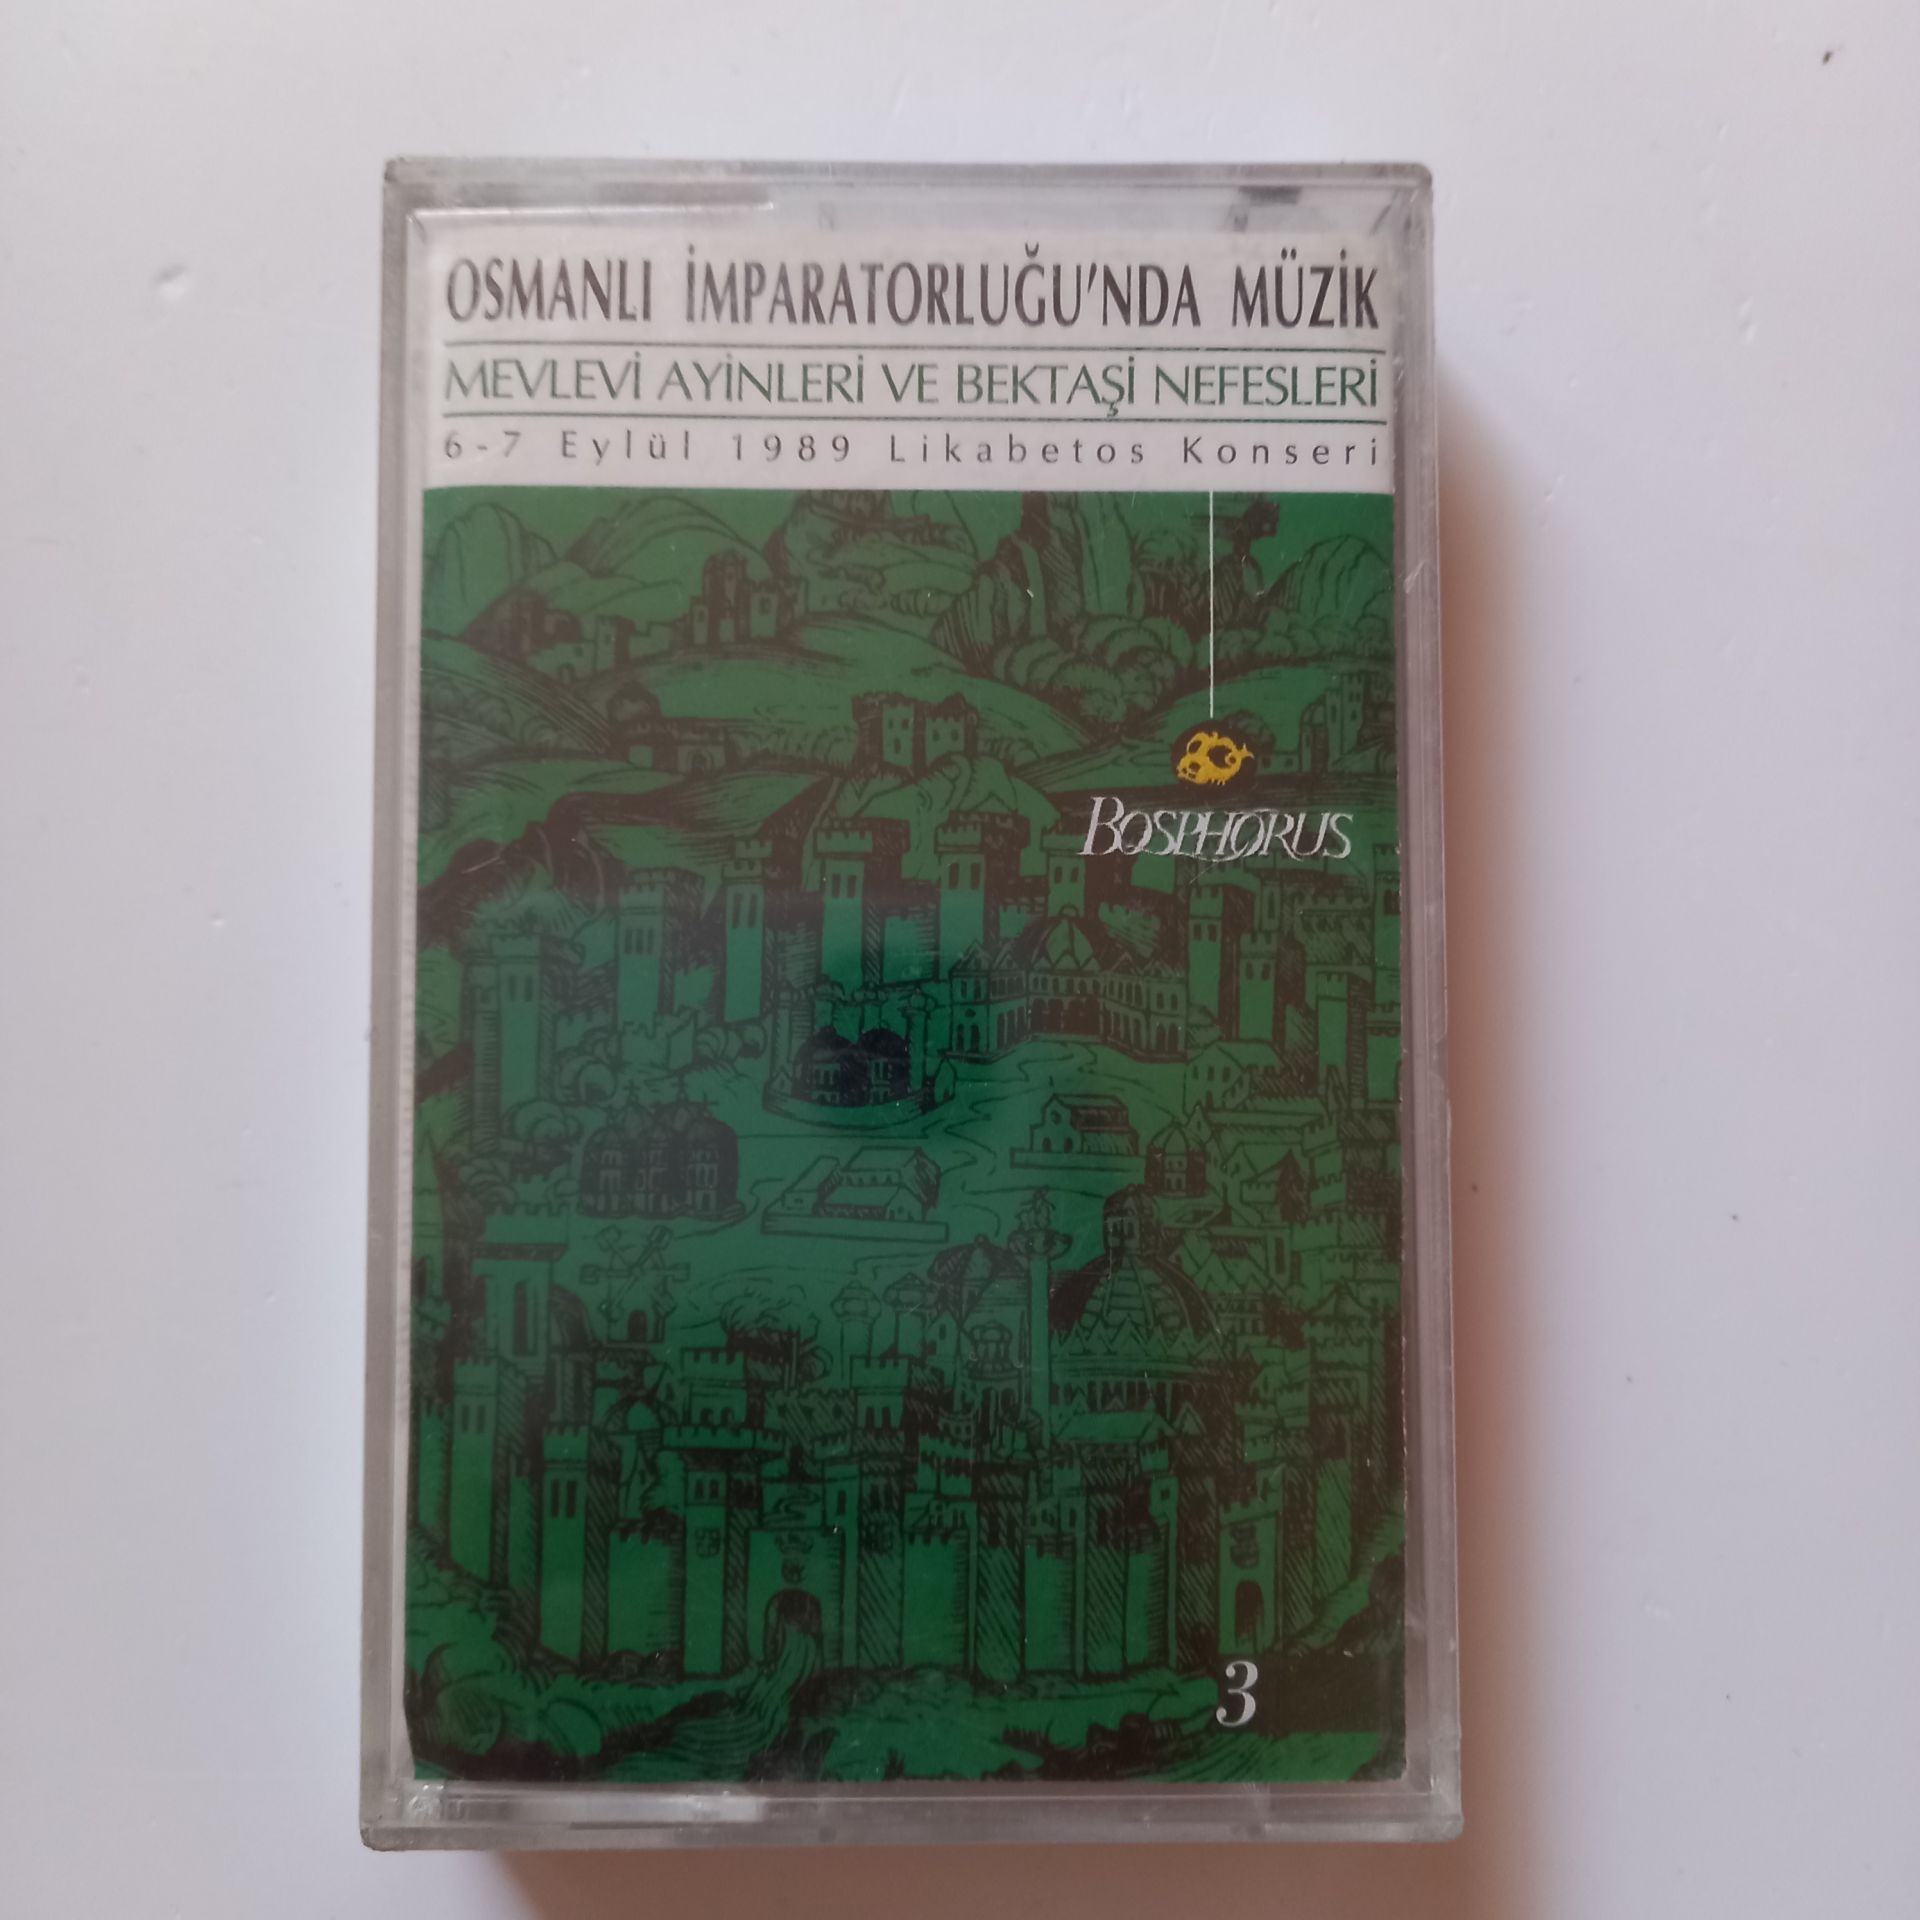 OSMANLI İMPARATORLUĞU'NDA MÜZİK
MEVLEVİ AYİNLERİ VE BEKTAŞİ NEFESLERİ
6-7 Eylül 1989 Likabetos Konseri
BOSPHORUS
3